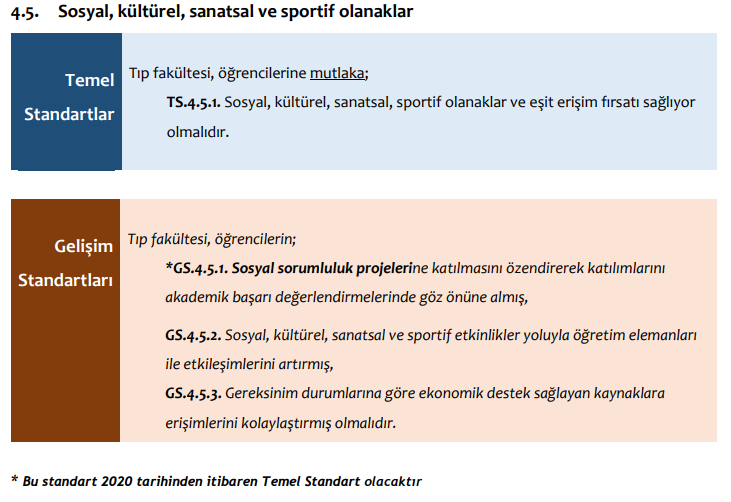 4.5. Sosyal, kültürel, sanatsal ve sportif olanaklar
Temel
Standartlar
Tıp fakültesi, öğrencilerine mutlaka;
TS.4.5.1. Sosyal, kültürel, sanatsal, sportif olanaklar ve eşit erişim fırsatı sağlıyor
olmalıdır.
Gelişim
Standartları
Tıp fakültesi, öğrencilerin;
*GS.4.5.1. Sosyal sorumluluk projelerine katılmasını özendirerek katılımlarını
akademik başarı değerlendirmelerinde göz önüne almış,
GS.4.5.2. Sosyal, kültürel, sanatsal ve sportif etkinlikler yoluyla öğretim elemanları
ile etkileşimlerini artırmış,
GS.4.5.3. Gereksinim durumlarına göre ekonomik destek sağlayan kaynaklara
erişimlerini kolaylaştırmış olmalıdır.
* Bu standart 2020 tarihinden itibaren Temel Standart olacaktır